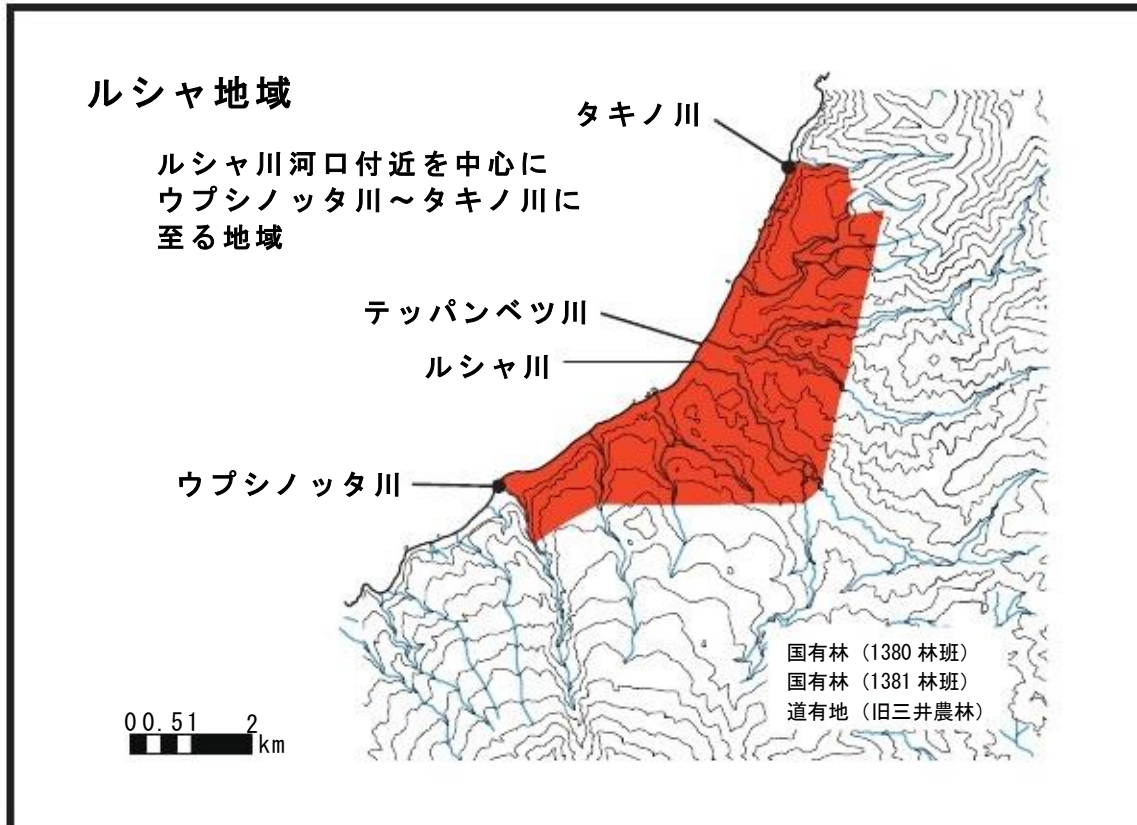 ルシャ地域
ルシャ川河口付近を中心に
ウプシノッタ川～タキノ川に
至る地域
タキノ川
テッパンベツ川
ルシャ川
ウプシノッタ川
国有林（1380 林班）
国有林（1381 林班）
道有地（旧三井農林）
00.51 2
km